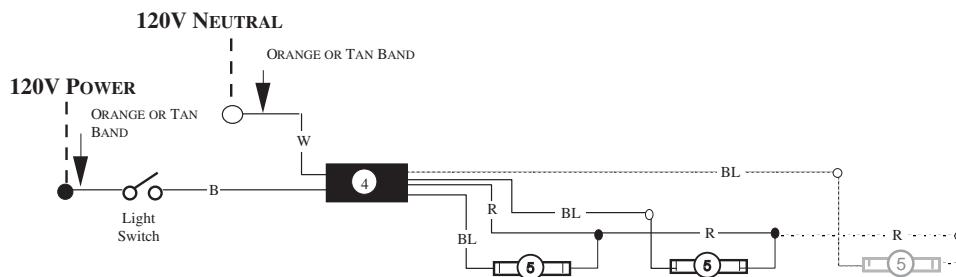 120V NEUTRAL
ORANGE OR TAN BAND
120V POWER
ORANGE OR TAN
BAND
W
4
BL
B
R
BL
R
R
Light
Switch
BL
5
5
5